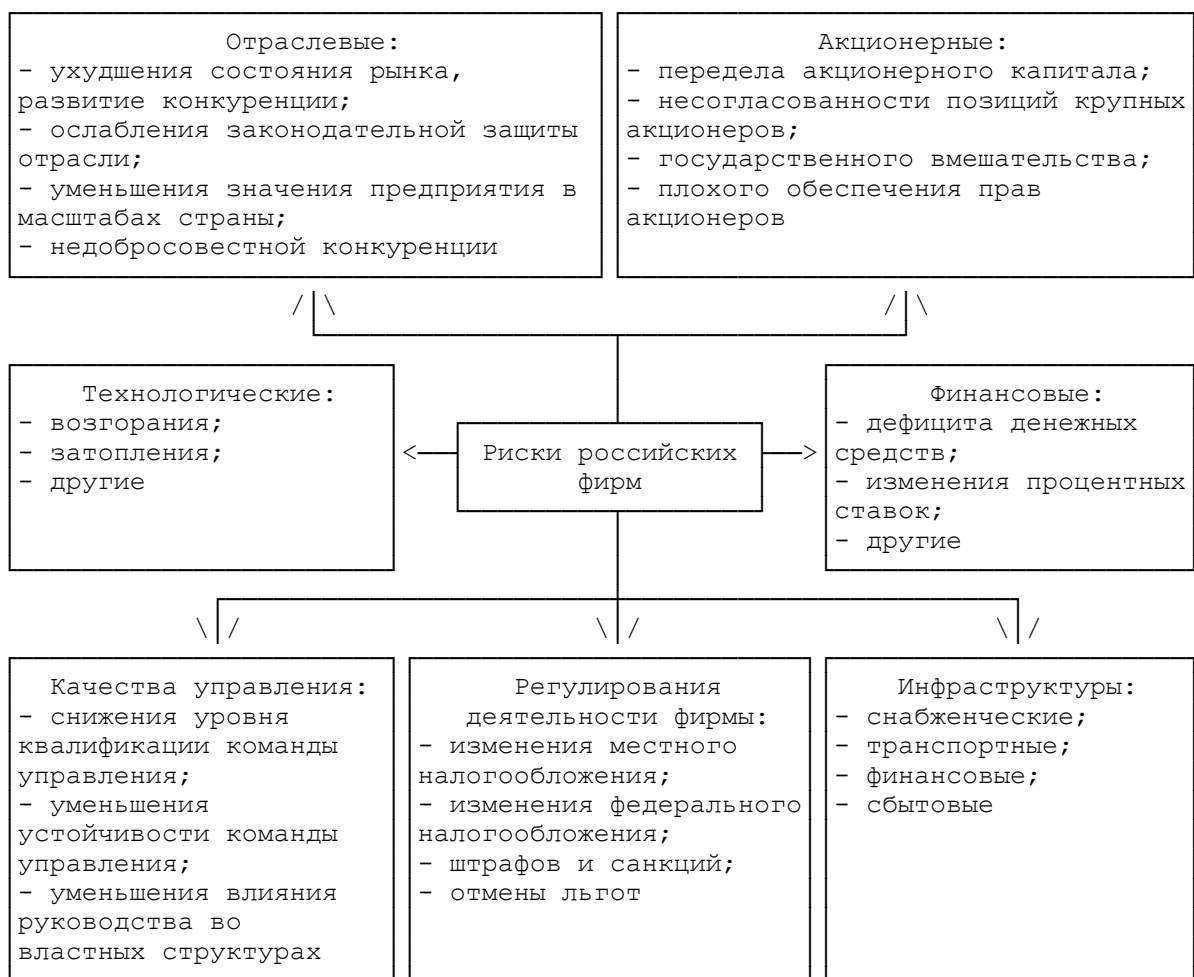 Отраслевые:
- ухудшения состояния рынка,
развитие конкуренции;
- ослабления законодательной защиты
отрасли;
- уменьшения значения предприятия в
масштабах страны;
- недобросовестной конкуренции
Акционерные:
- передела акционерного капитала;
- несогласованности позиций крупных
акционеров;
- государственного вмешательства;
- плохого обеспечения прав
акционеров
Технологические:
- возгорания;
- затопления;
- другие
Риски российских
фирм
Финансовые:
- дефицита денежных
средств;
- изменения процентных
ставок;
- другие
Качества управления:
- снижения уровня
квалификации команды
управления;
- уменьшения
устойчивости команды
управления;
- уменьшения влияния
руководства во
властных структурах
Регулирования
деятельности фирмы:
- изменения местного
налогообложения;
- изменения федерального
налогообложения;
- штрафов и санкций;
- отмены льгот
Инфраструктуры:
- снабженческие;
- транспортные;
- финансовые;
- сбытовые